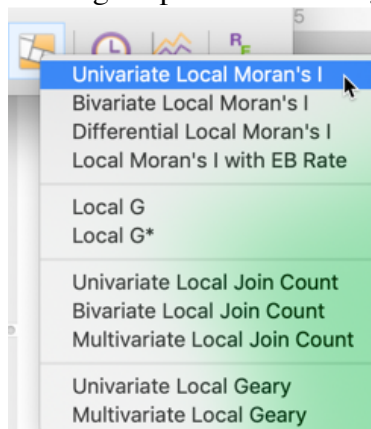 5
Univariate Local Moran's I
Bivariate Local Moran's I
Differential Local Moran's I
Local Moran's I with EB Rate
Local G
Local G*
Univariate Local Join Count
Bivariate Local Join Count
Multivariate Local Join Count
Univariate Local Geary
Multivariate Local Geary